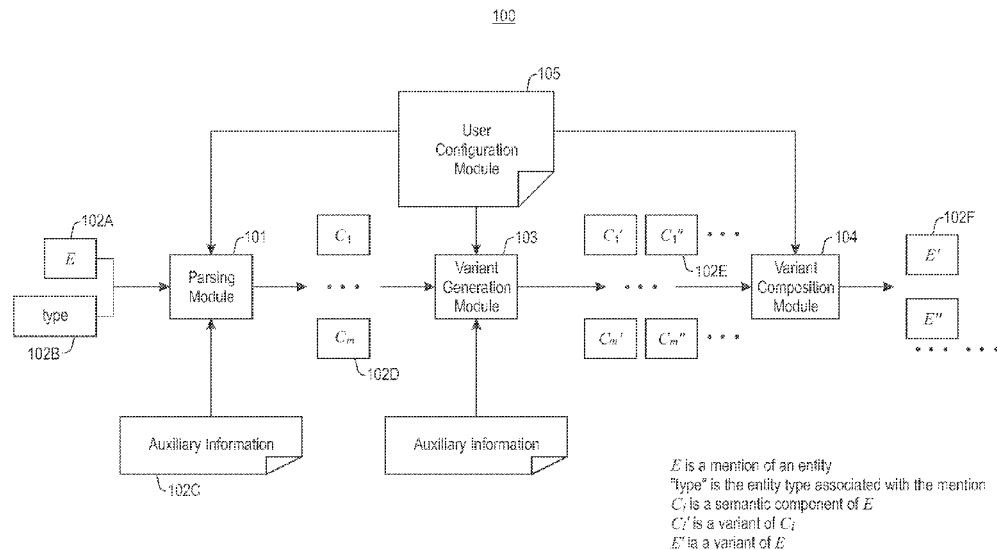 100
105
User
Configuration
Module
102A
E
101
Parsing
Module
type
102B
C1
• • •
Cm
102D
103
Variant
Generation
Module
C1' C1'' • • •
102E
• • •
Cm' Cm'' • • •
104
Variant
Composition
Module
102F
E'
E''
• • • • • •
Auxiliary Information
102C
Auxiliary Information
E is a mention of an entity
"type" is the entity type associated with the mention
Ci is a semantic component of E
Ci' is a variant of Ci
E' is a variant of E